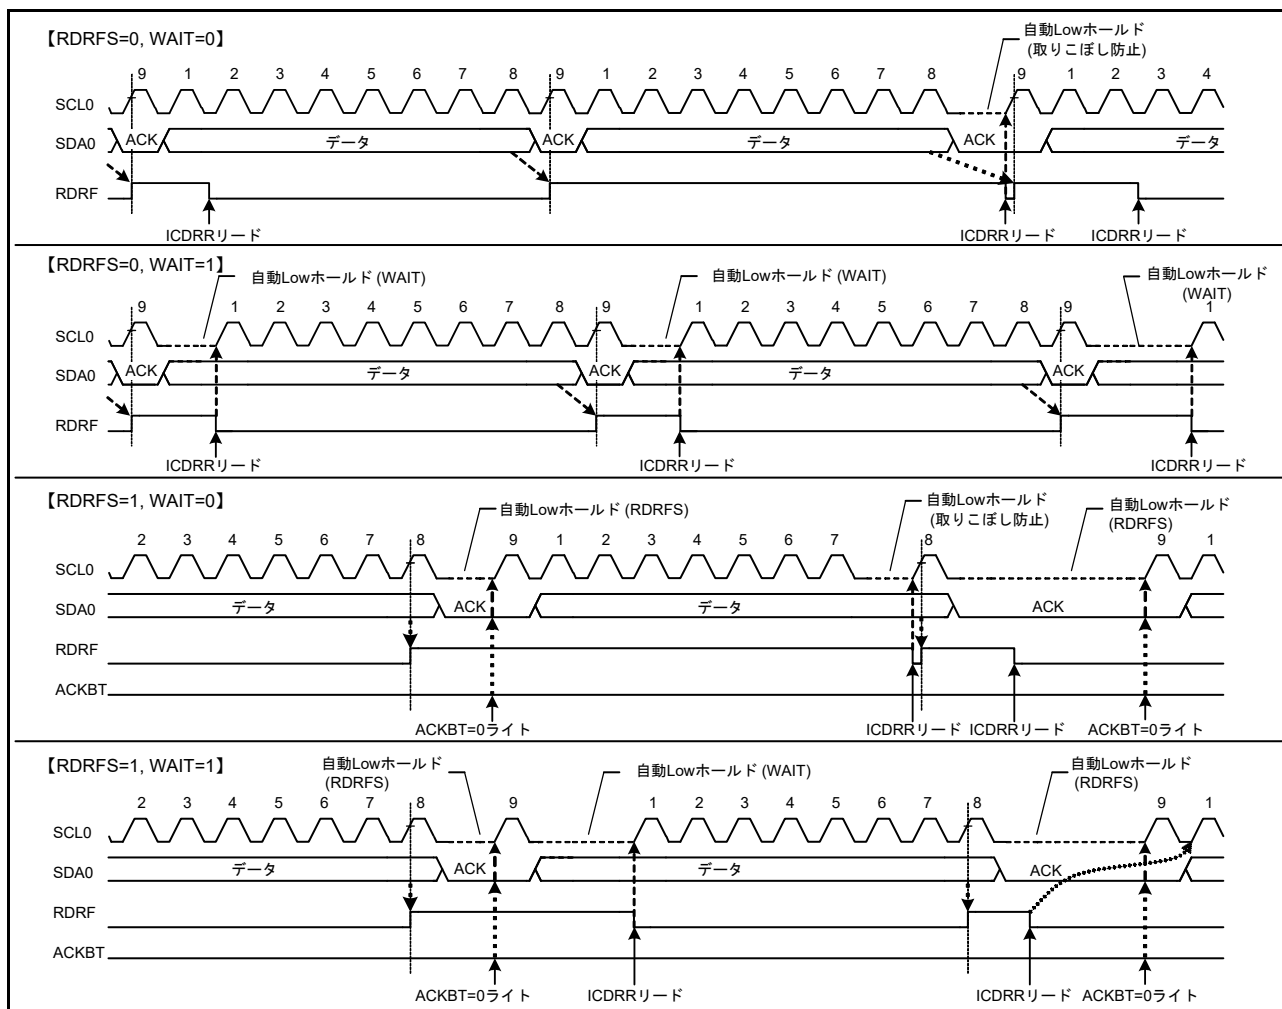 【RDRFS=0, WAIT=0】
自動Lowホールド
(取りこぼし防止)
9 1 2 3 4 5 6 7 8 9 1 2 3 4 5 6 7 8 9 1 2 3 4
SCL0
SDA0 ACK データ ACK データ ACK データ
RDRF
ICDRRリード ICDRRリード ICDRRリード
【RDRFS=0, WAIT=1】
自動Lowホールド (WAIT) 自動Lowホールド (WAIT) 自動Lowホールド
(WAIT)
9 1 2 3 4 5 6 7 8 9 1 2 3 4 5 6 7 8 9 1
SCL0
SDA0 ACK データ ACK データ ACK
RDRF
ICDRRリード ICDRRリード ICDRRリード
【RDRFS=1, WAIT=0】
自動Lowホールド (RDRFS) 自動Lowホールド
(取りこぼし防止)
自動Lowホールド
(RDRFS)
2 3 4 5 6 7 8 9 1 2 3 4 5 6 7 8 9 1
SCL0
SDA0 データ ACK データ ACK
RDRF
ACKBT
ACKBT=0ライト ICDRRリード ICDRRリード ACKBT=0ライト
【RDRFS=1, WAIT=1】
自動Lowホールド
(RDRFS)
自動Lowホールド (WAIT)
自動Lowホールド
(RDRFS)
2 3 4 5 6 7 8 9 1 2 3 4 5 6 7 8 9 1
SCL0
SDA0 データ ACK データ ACK
RDRF
ACKBT
ACKBT=0ライト ICDRRリード ICDRRリード ACKBT=0ライト